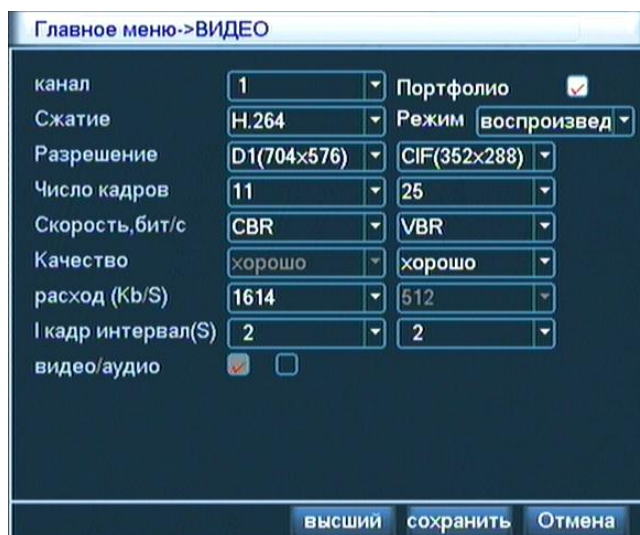 Главное меню->ВИДЕО
канал 1 Портфолио
Сжатие H.264 Режим воспроизвед
Разрешение D1(704x576) CIF(352x288)
Число кадров 11 25
Скорость,бит/с CBR VBR
Качество хорошо хорошо
расход (Kb/S) 1614 512
I кадр интервал(S) 2 2
видео/аудио
высший сохранить Отмена